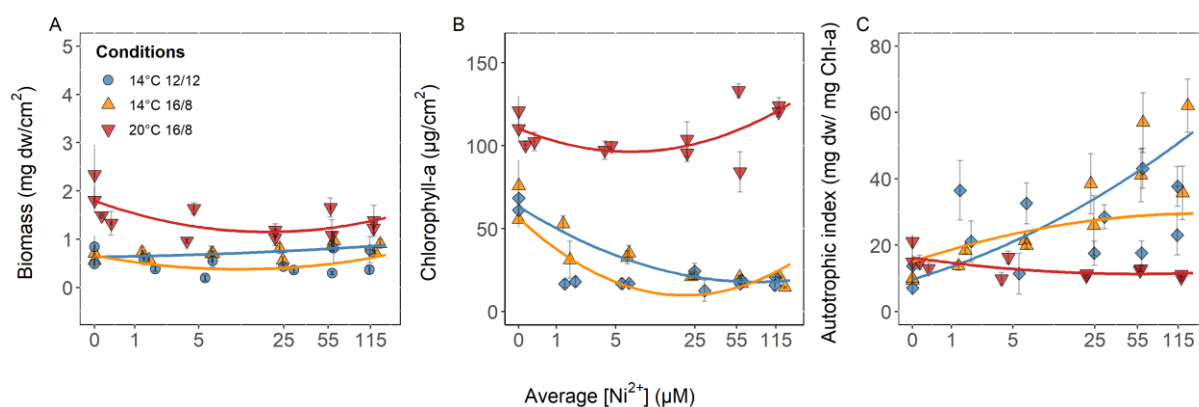 A
Biomass (mg dw/cm²)
5
4
3
2
1
0
Conditions
14°C 12/12
14°C 16/8
20°C 16/8
0 1 5 25 55 115
B
Chlorophyll-a (µg/cm²)
150
100
50
0
0 1 5 25 55 115
C
Autotrophic index (mg dw/ mg Chl-a)
80
60
40
20
0
0 1 5 25 55 115
Average [Ni²⁺] (µM)